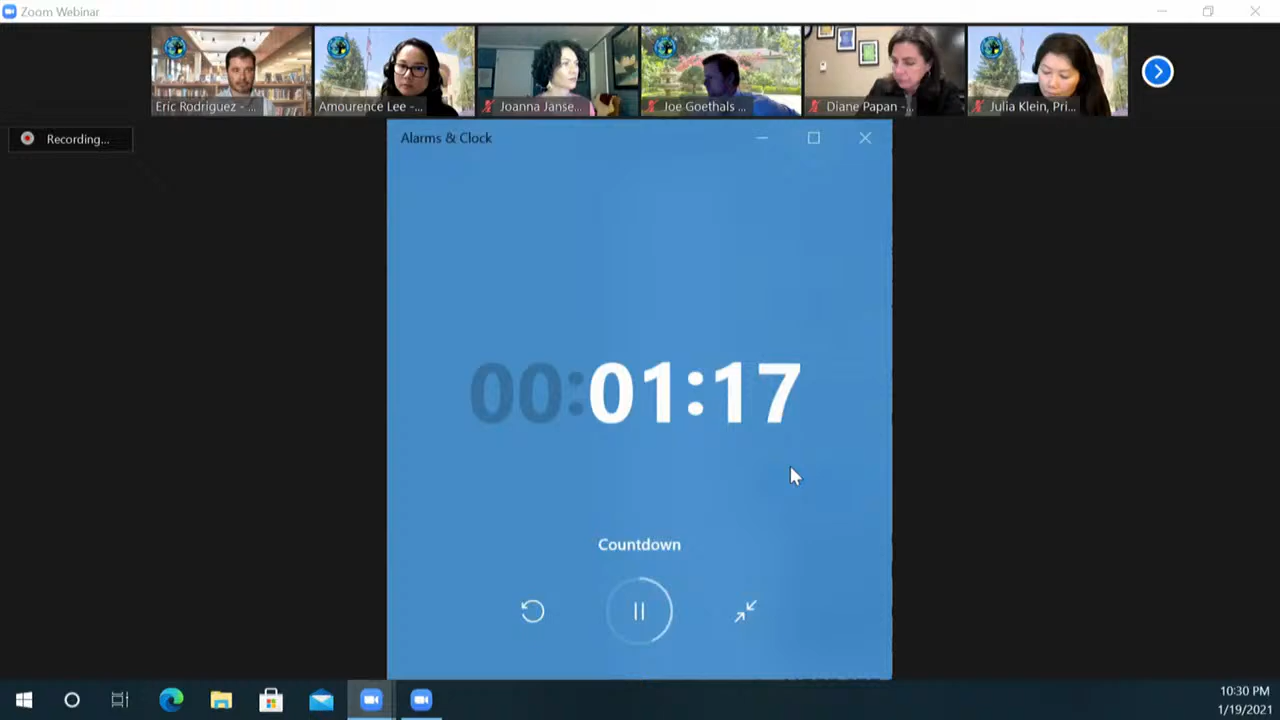 Zoom Webinar
Eric Rodriguez - ...
Amourence Lee -...
Joanna Janse...
Joe Goethals ...
Diane Papan -...
Julia Klein, Pri...
Recording...
Alarms & Clock
00:01:17
Countdown
10:30 PM
1/19/2021